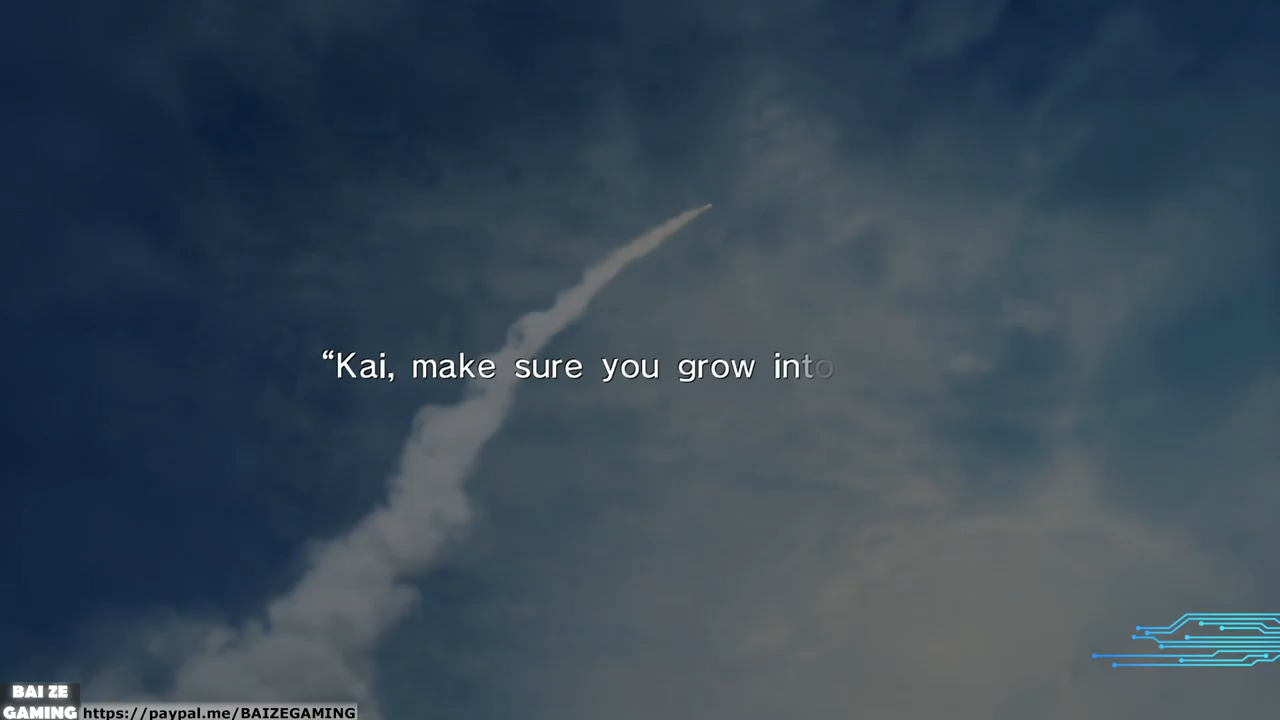 “Kai, make sure you grow into
BAI ZE
GAMING https://paypal.me/BAIZEGAMING